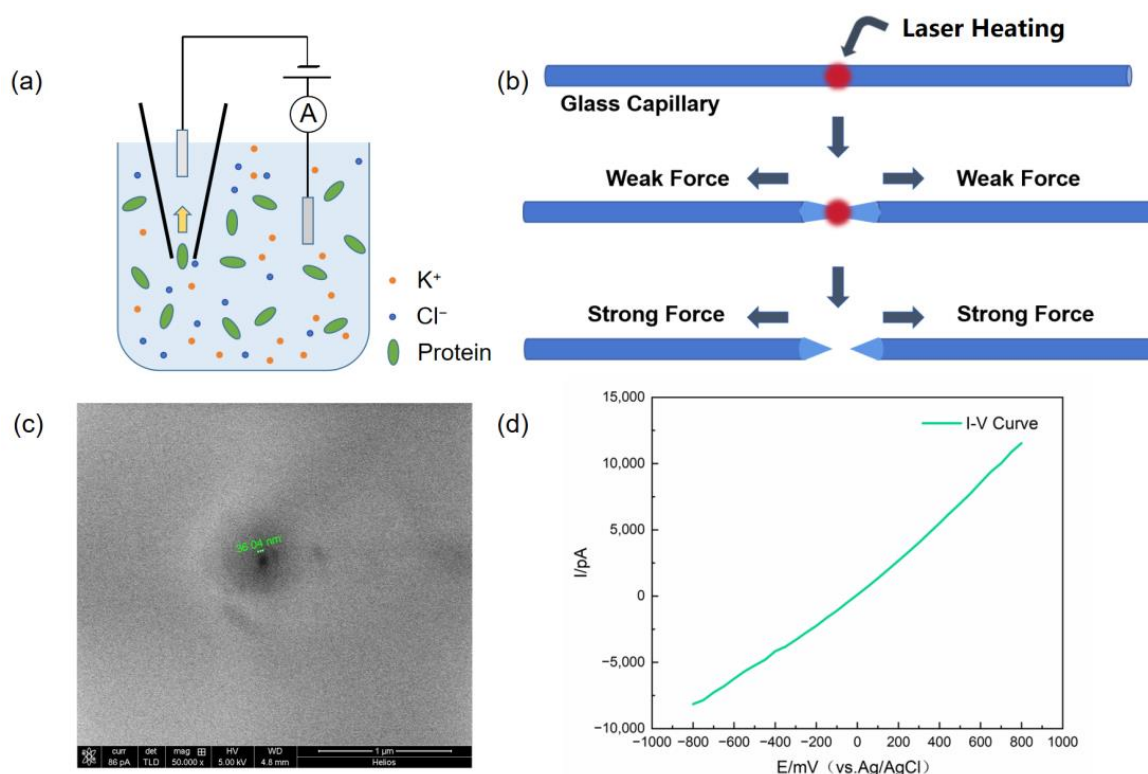 (a)
A
K⁺
Cl⁻
Protein
(b)
Laser Heating
Glass Capillary
Weak Force
Weak Force
Strong Force
Strong Force
(c)
36.04 nm
curr det mag HV WD
86 pA TLD 50.000 x 5.00 kV 4.8 mm
1 µm
Helios
(d)
I-V Curve
I/pA
15,000
10,000
5,000
0
−5,000
−10,000
−1000 −800 −600 −400 −200 0 200 400 600 800 1000
E/mV (vs.Ag/AgCl)